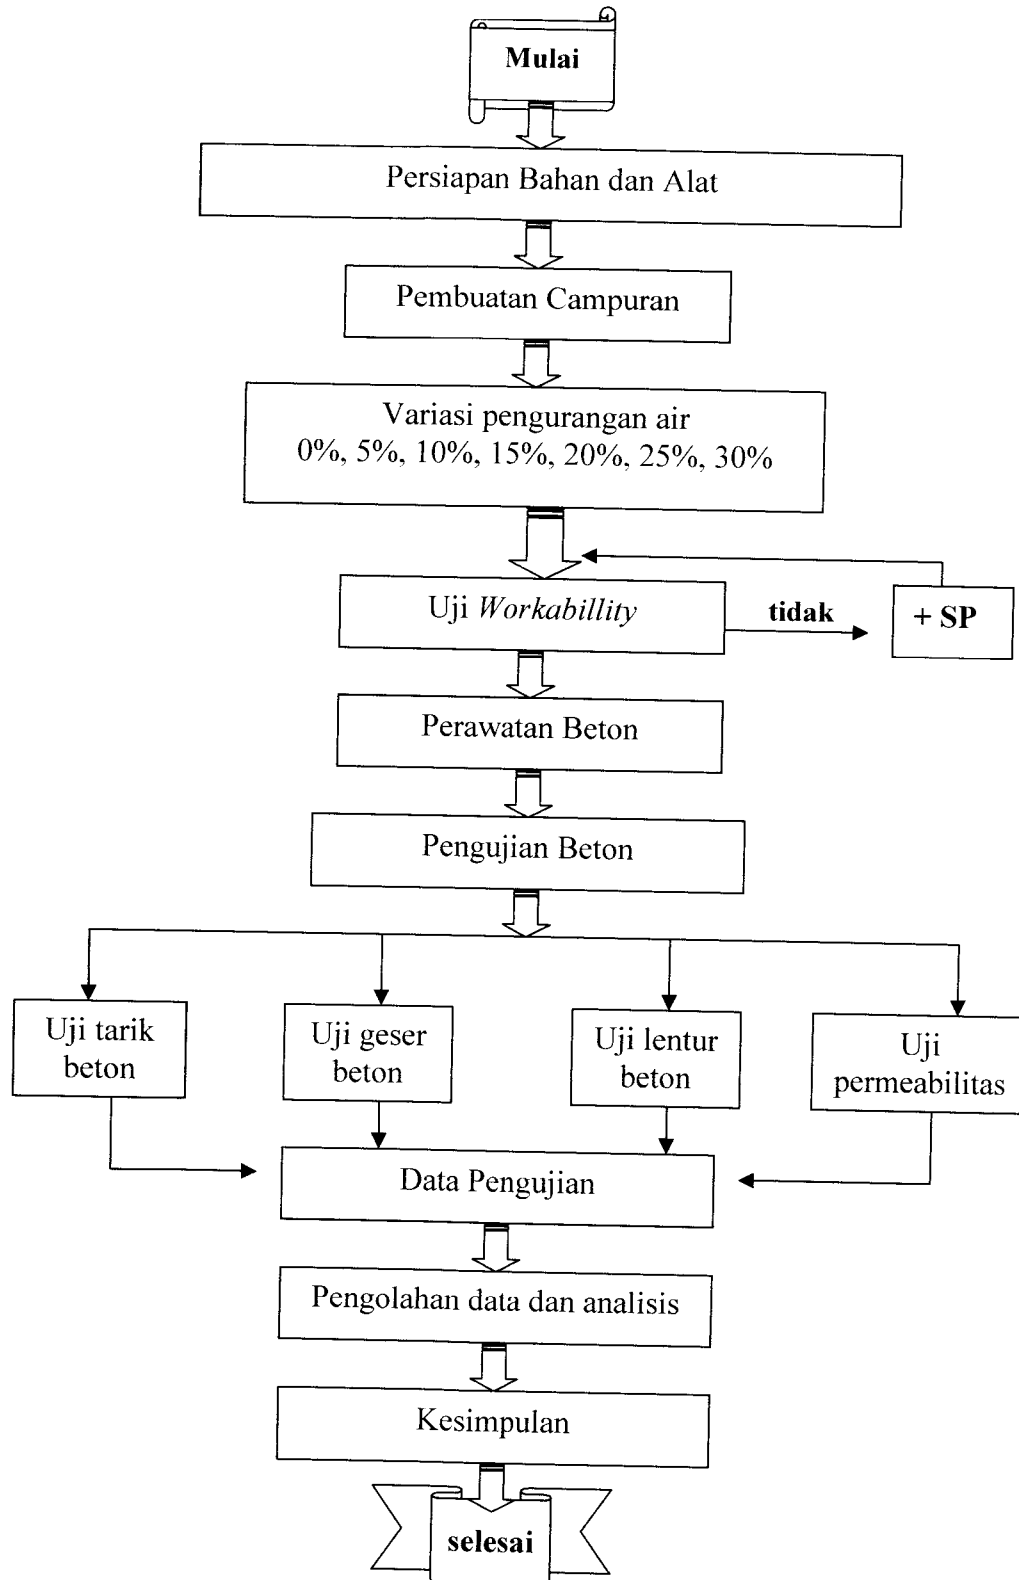 Mulai
Persiapan Bahan dan Alat
Pembuatan Campuran
Variasi pengurangan air
0%, 5%, 10%, 15%, 20%, 25%, 30%
Uji Workabillity
tidak
+ SP
Perawatan Beton
Pengujian Beton
Uji tarik
beton
Uji geser
beton
Uji lentur
beton
Uji
permeabilitas
Data Pengujian
Pengolahan data dan analisis
Kesimpulan
selesai